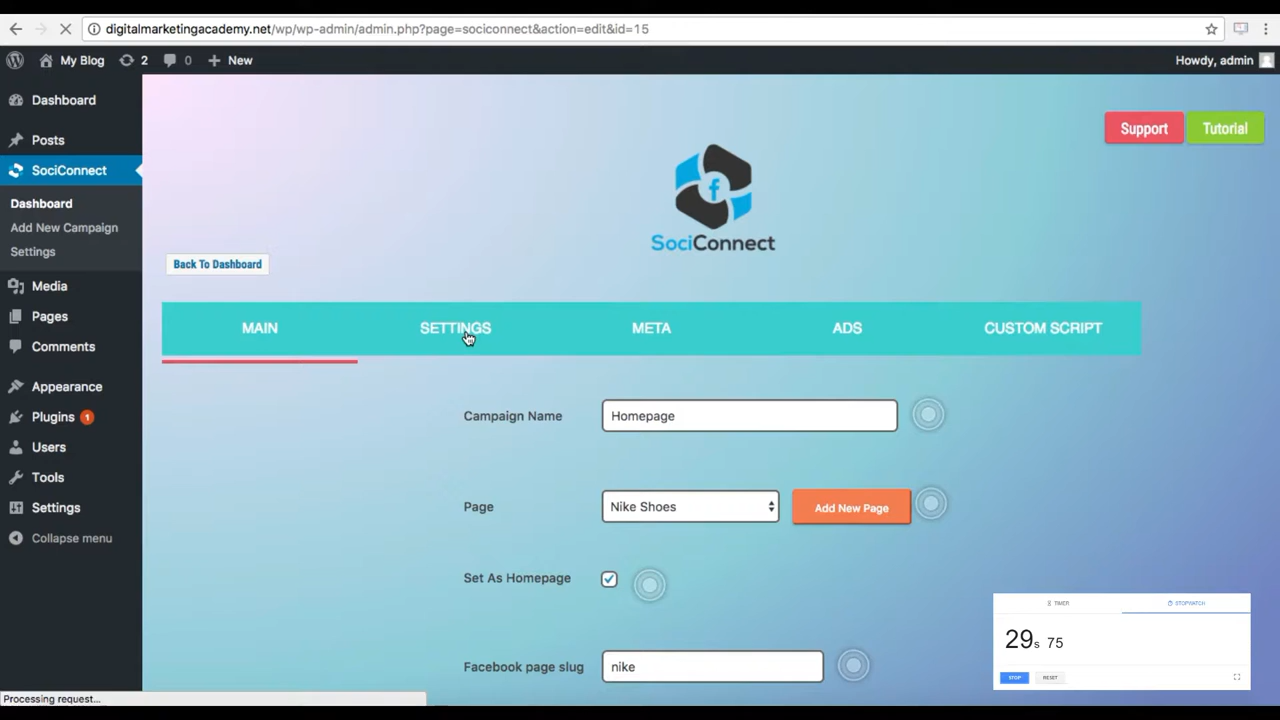 digitalmarketingacademy.net/wp/wp-admin/admin.php?page=sociconnect&action=edit&id=15
My Blog 2 0 New Howdy, admin
Dashboard
Posts
SociConnect
Dashboard
Add New Campaign
Settings
Media
Pages
Comments
Appearance
Plugins 1
Users
Tools
Settings
Collapse menu
Support Tutorial
SociConnect
Back To Dashboard
MAIN SETTINGS META ADS CUSTOM SCRIPT
Campaign Name Homepage
Page Nike Shoes Add New Page
Set As Homepage
Facebook page slug nike
TIMER STOPWATCH
29s 75
STOP RESET
Processing request...